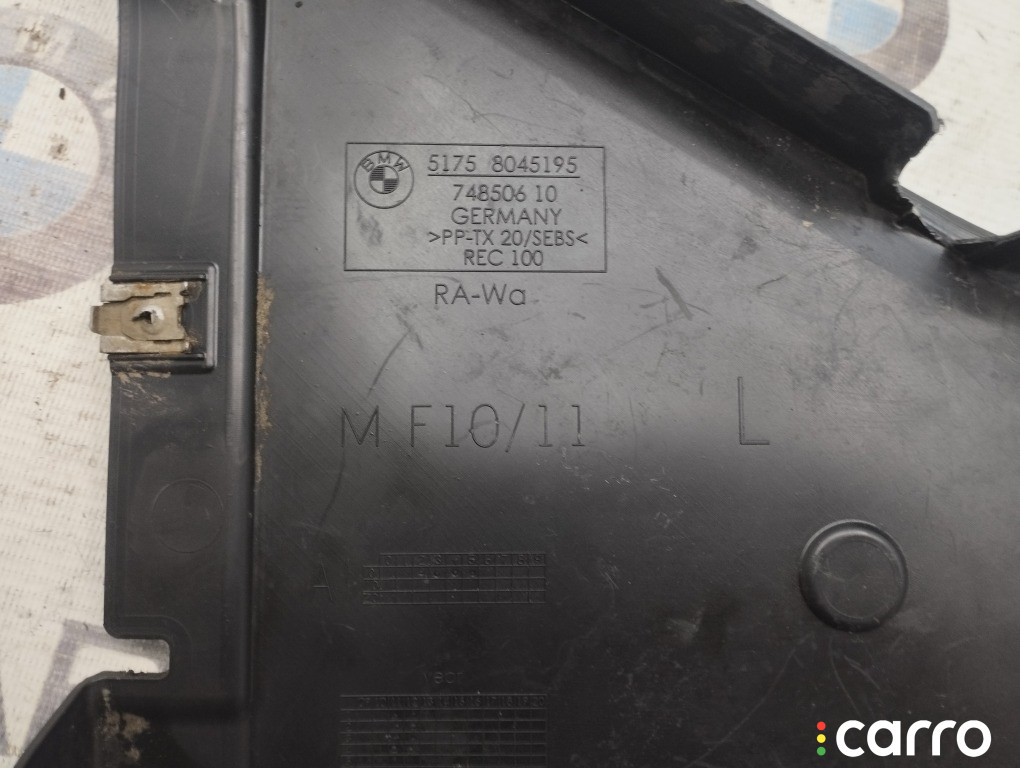 BMW
5175 8045195
748506 10
GERMANY
>PP-TX 20/SEBS<
REC 100
RA-Wa
M F10/11
L
A
carro